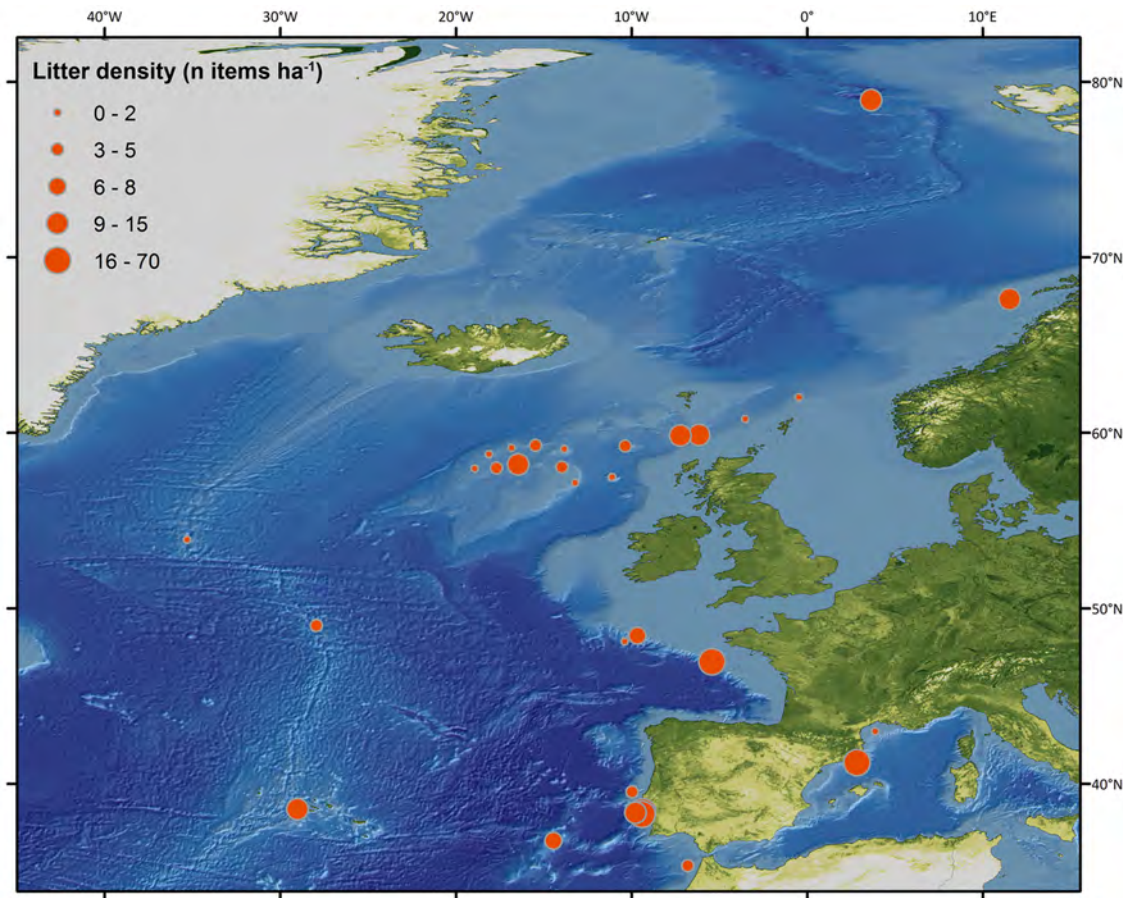 40°W 30°W 20°W 10°W 0° 10°E
Litter density (n items ha⁻¹)
0 - 2
3 - 5
6 - 8
9 - 15
16 - 70
80°N
70°N
60°N
50°N
40°N